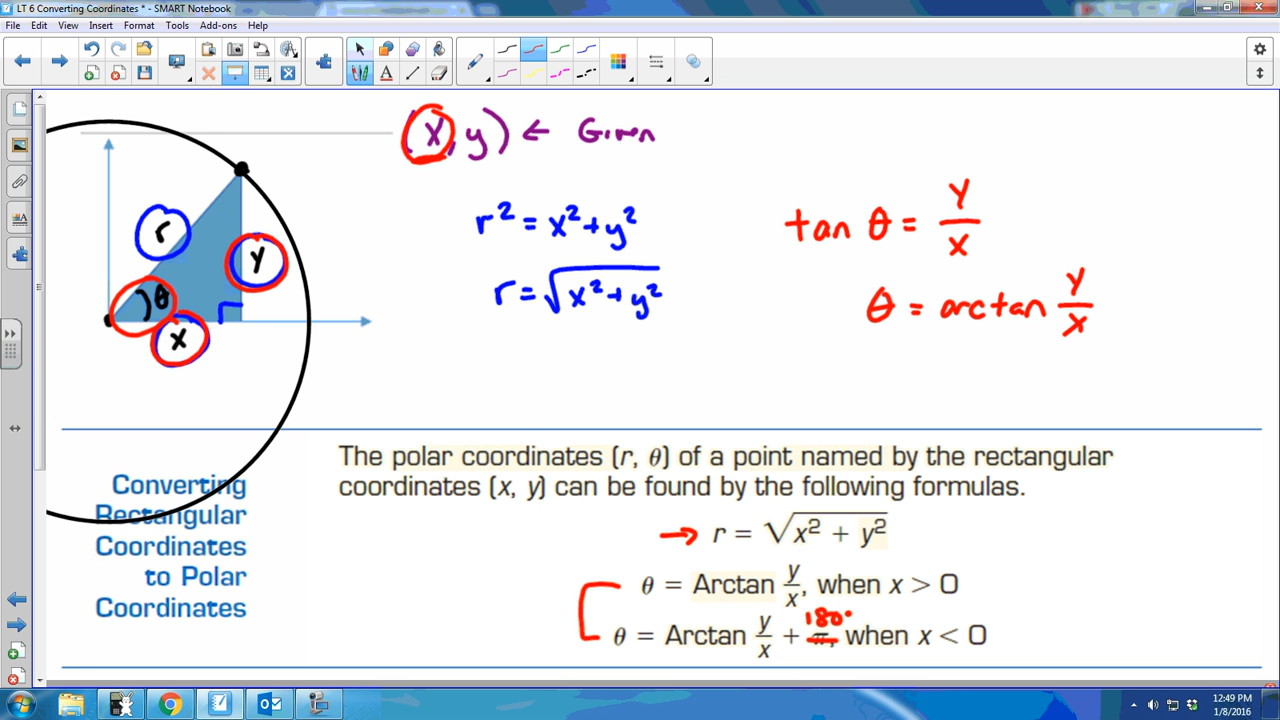 LT 6 Converting Coordinates * - SMART Notebook
File Edit View Insert Format Tools Add-ons Help
(x, y) ← Given
r² = x² + y²
r = √x² + y²
tan θ = y/x
θ = arctan y/x
r
y
θ
x
Converting
Rectangular
Coordinates
to Polar
Coordinates
The polar coordinates (r, θ) of a point named by the rectangular
coordinates (x, y) can be found by the following formulas.
→ r = √x² + y²
θ = Arctan y/x, when x > 0
180°
θ = Arctan y/x + π, when x < 0
12:49 PM
1/8/2016